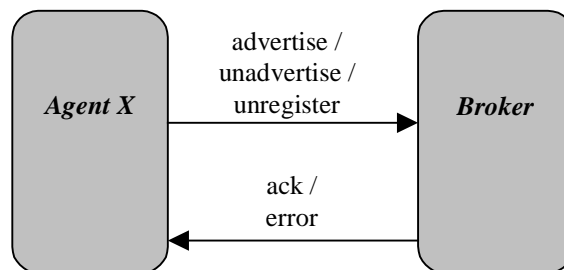 advertise /
unadvertise /
unregister
Agent X
Broker
ack /
error